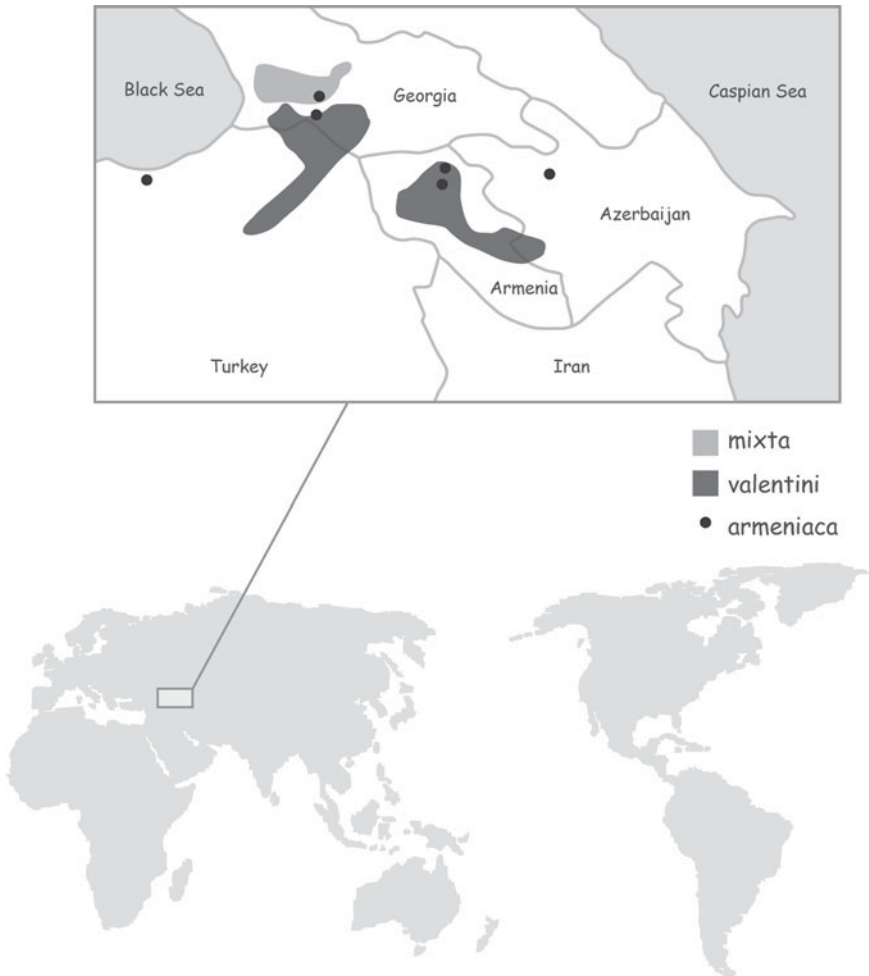 Black Sea
Georgia
Caspian Sea
Azerbaijan
Armenia
Turkey
Iran
mixta
valentini
armeniaca